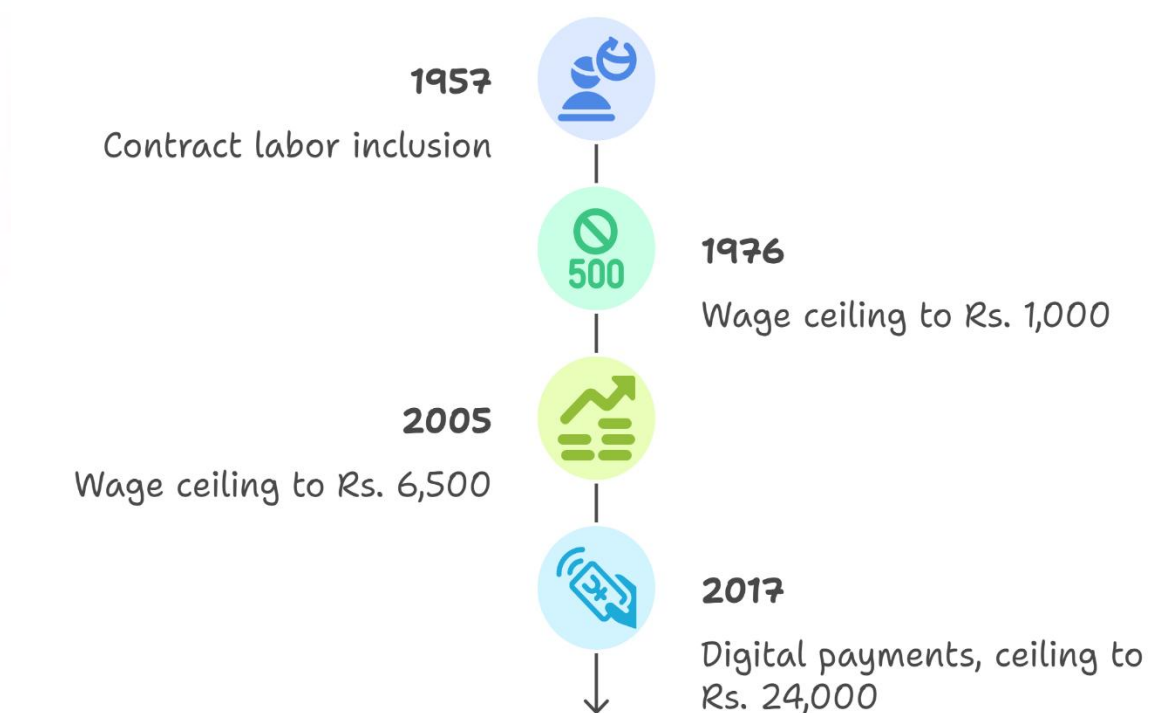 1957
Contract labor inclusion
500
1976
Wage ceiling to Rs. 1,000
2005
Wage ceiling to Rs. 6,500
2017
Digital payments, ceiling to
Rs. 24,000